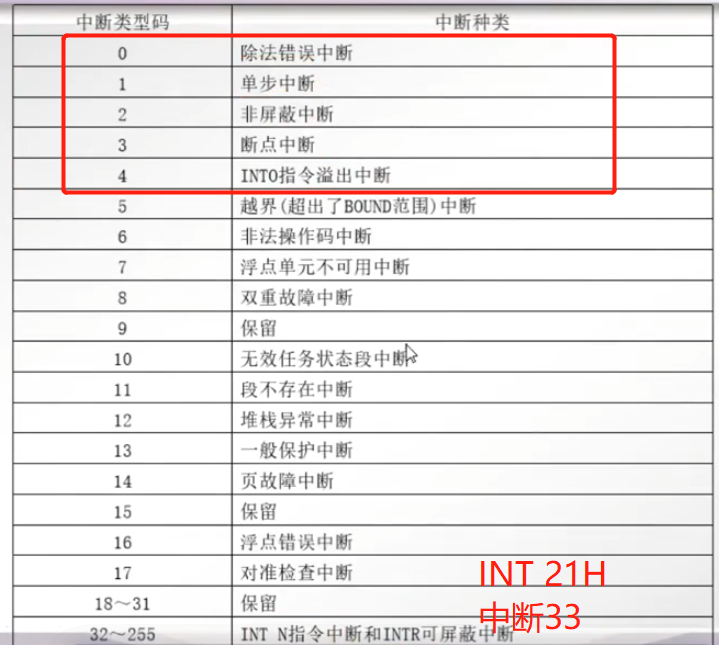 中断类型码 中断种类
0 除法错误中断
1 单步中断
2 非屏蔽中断
3 断点中断
4 INTO指令溢出中断
5 越界(超出了BOUND范围)中断
6 非法操作码中断
7 浮点单元不可用中断
8 双重故障中断
9 保留
10 无效任务状态段中断
11 段不存在中断
12 堆栈异常中断
13 一般保护中断
14 页故障中断
15 保留
16 浮点错误中断
17 对准检查中断
INT 21H
18～31 保留
中断33
32～255 INT N指令中断和INTR可屏蔽中断